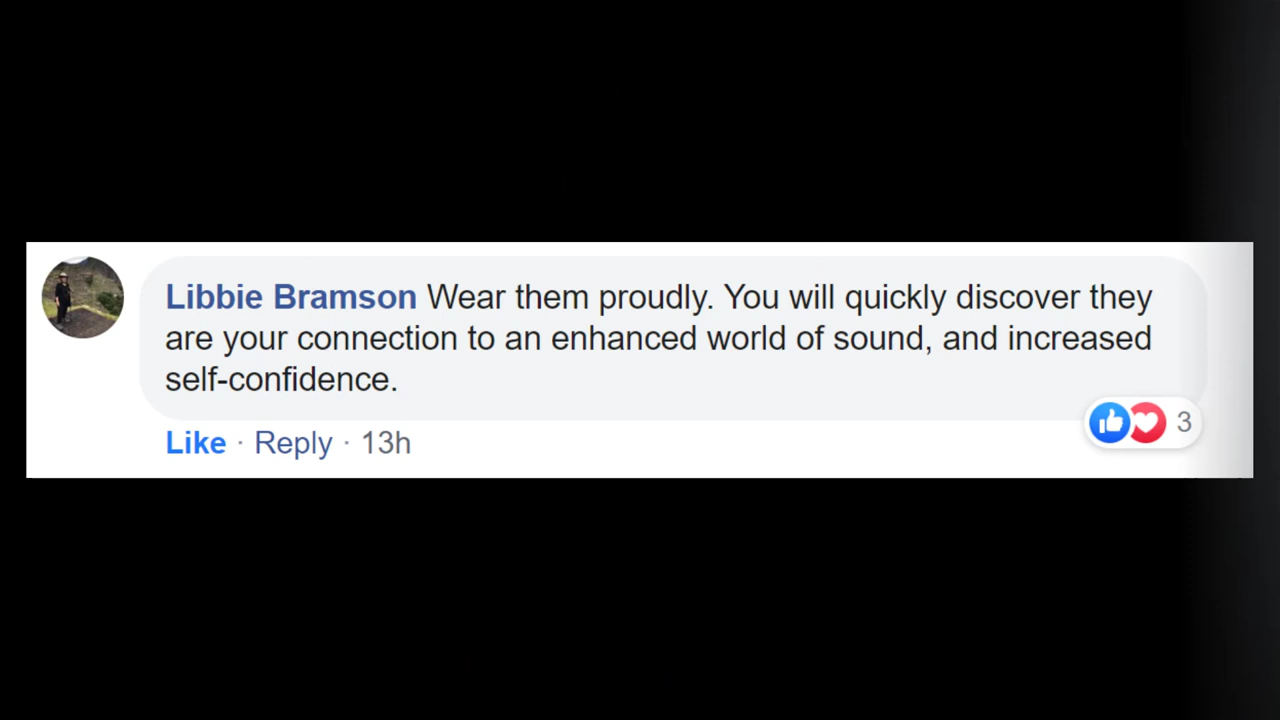 Libbie Bramson Wear them proudly. You will quickly discover they
are your connection to an enhanced world of sound, and increased
self-confidence.
3
Like · Reply · 13h